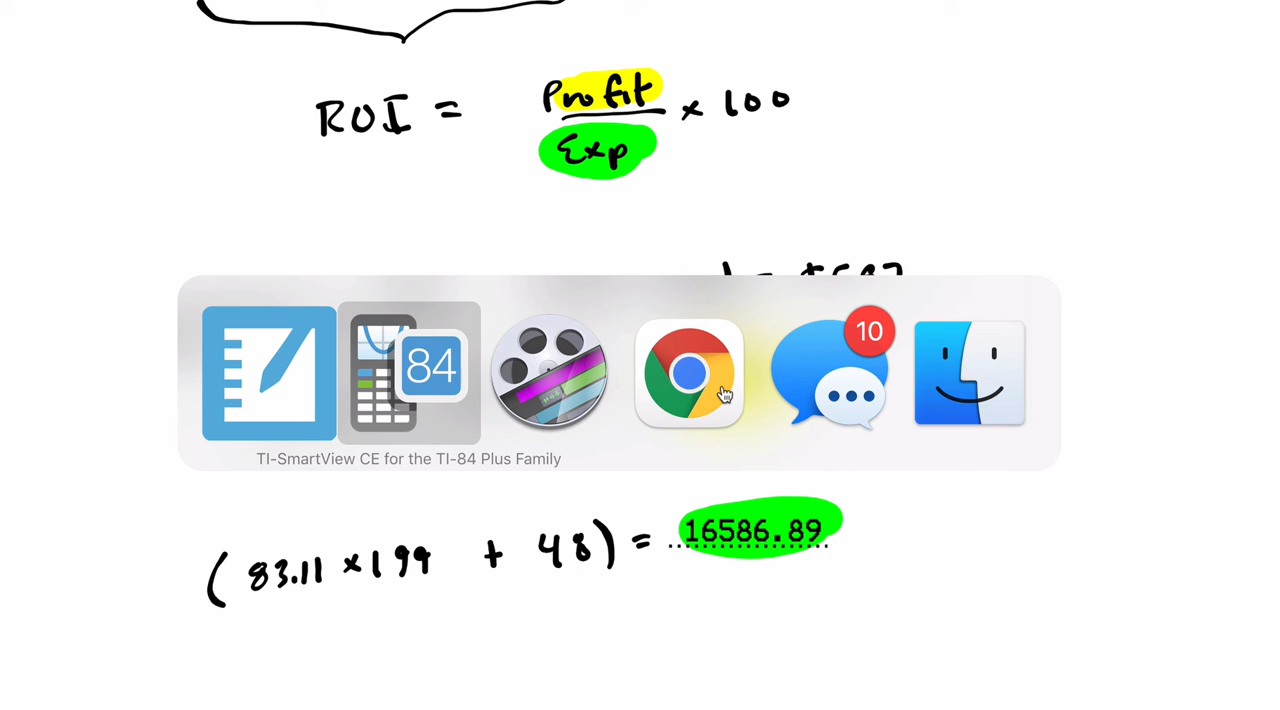 ROI = Profit / Exp × 100
10
84
TI-SmartView CE for the TI-84 Plus Family
(83.11 × 199 + 48) = 16586.89